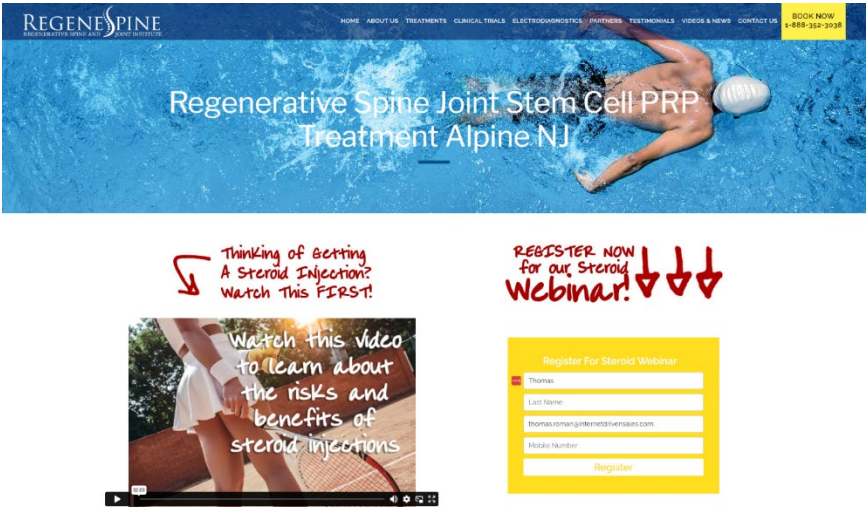 REGENESPINE
REGENERATIVE SPINE AND JOINT INSTITUTE
HOME ABOUT US TREATMENTS CLINICAL TRIALS ELECTRODIAGNOSTICS PARTNERS TESTIMONIALS VIDEOS & NEWS CONTACT US
BOOK NOW
1-888-352-3038
Regenerative Spine Joint Stem Cell PRP
Treatment Alpine NJ
Thinking of Getting
A Steroid Injection?
Watch This FIRST!
Watch this video
to learn about
the risks and
benefits of
steroid injections
REGISTER NOW
for our Steroid
Webinar!
Register For Steroid Webinar
Thomas
Last Name
thomas.roman@internetdrivensales.com
Mobile Number
Register